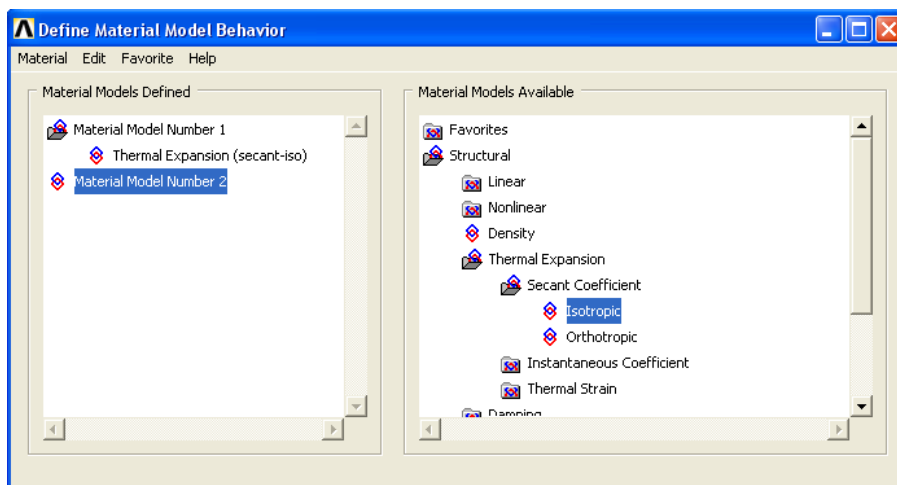 Define Material Model Behavior
Material Edit Favorite Help
Material Models Defined
Material Model Number 1
Thermal Expansion (secant-iso)
Material Model Number 2
Material Models Available
Favorites
Structural
Linear
Nonlinear
Density
Thermal Expansion
Secant Coefficient
Isotropic
Orthotropic
Instantaneous Coefficient
Thermal Strain
Damping